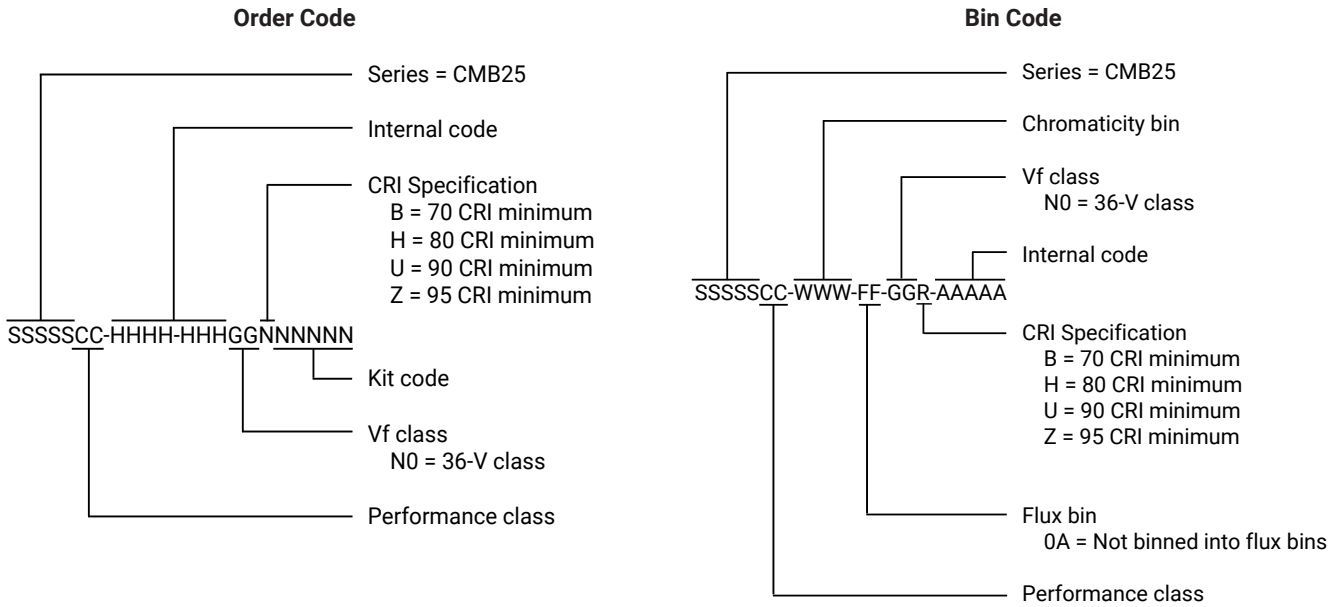 Order Code
Series = CMB25
Internal code
CRI Specification
B = 70 CRI minimum
H = 80 CRI minimum
U = 90 CRI minimum
Z = 95 CRI minimum
SSSSSCC-HHHH-HHHGGNNNNNN
Kit code
Vf class
N0 = 36-V class
Performance class
Bin Code
Series = CMB25
Chromaticity bin
Vf class
N0 = 36-V class
Internal code
SSSSSCC-WWW-FF-GGR-AAAAA
CRI Specification
B = 70 CRI minimum
H = 80 CRI minimum
U = 90 CRI minimum
Z = 95 CRI minimum
Flux bin
0A = Not binned into flux bins
Performance class